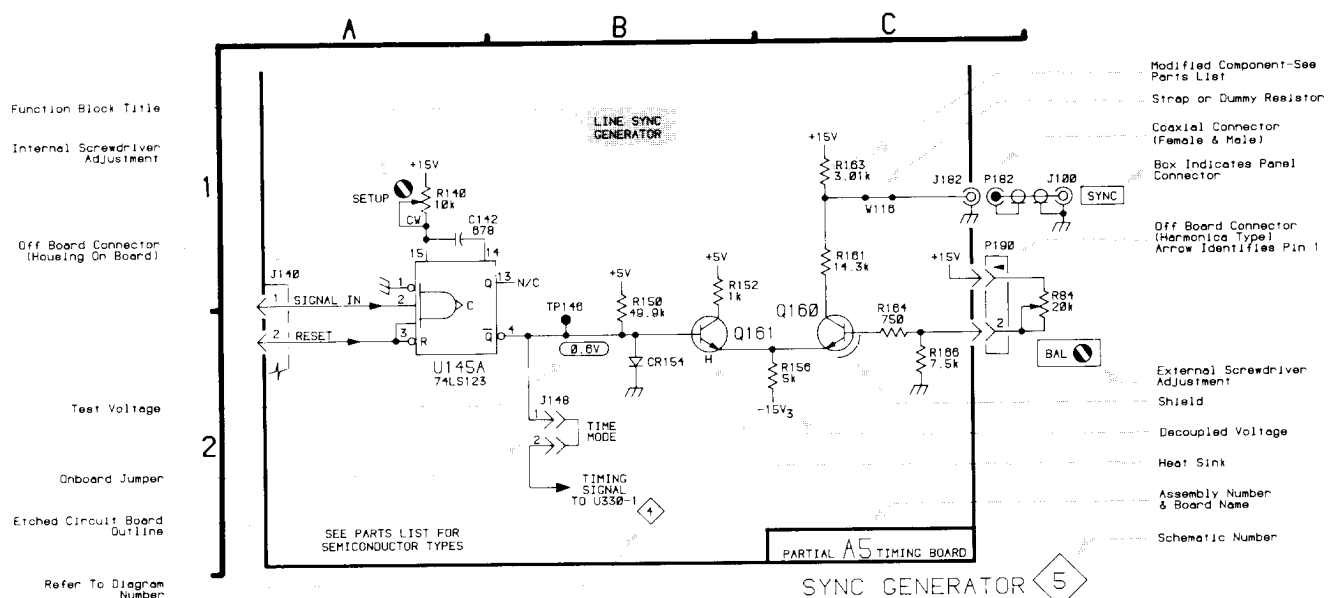 A
B
C
1
2
Function Block Title
Internal Screwdriver
Adjustment
Off Board Connector
(Housing On Board)
Test Voltage
Onboard Jumper
Etched Circuit Board
Outline
Refer To Diagram
Number
LINE SYNC
GENERATOR
+15V
SETUP
R140
10k
CW
C142
678
15
14
J140
1
SIGNAL IN
2
RESET
1
2
3
R
C
Q
13
N/C
Q
4
U145A
74LS123
TP146
0.6V
+5V
R150
49.9k
CR154
J148
1
2
TIME
MODE
TIMING
SIGNAL
TO U330-1
4
+5V
R152
1k
Q161
H
R156
5k
-15V3
+15V
R163
3.01k
W116
R161
14.3k
Q160
R164
750
R166
7.5k
J182
P182
J100
SYNC
P190
+15V
2
R84
20k
BAL
SEE PARTS LIST FOR
SEMICONDUCTOR TYPES
PARTIAL A5 TIMING BOARD
SYNC GENERATOR
5
Modified Component-See
Parts List
Strap or Dummy Resistor
Coaxial Connector
(Female & Male)
Box Indicates Panel
Connector
Off Board Connector
(Harmonica Type)
Arrow Identifies Pin 1
External Screwdriver
Adjustment
Shield
Decoupled Voltage
Heat Sink
Assembly Number
& Board Name
Schematic Number